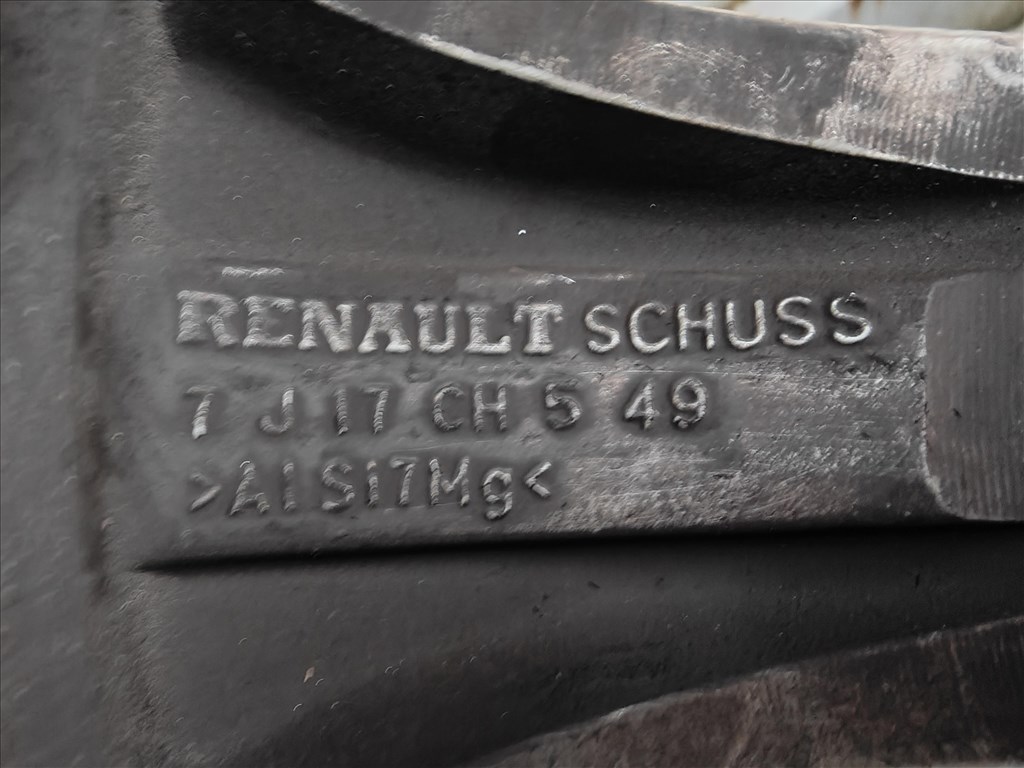 RENAULT SCHUSS
7 J 17 CH 5 49
>AlSi7Mg<